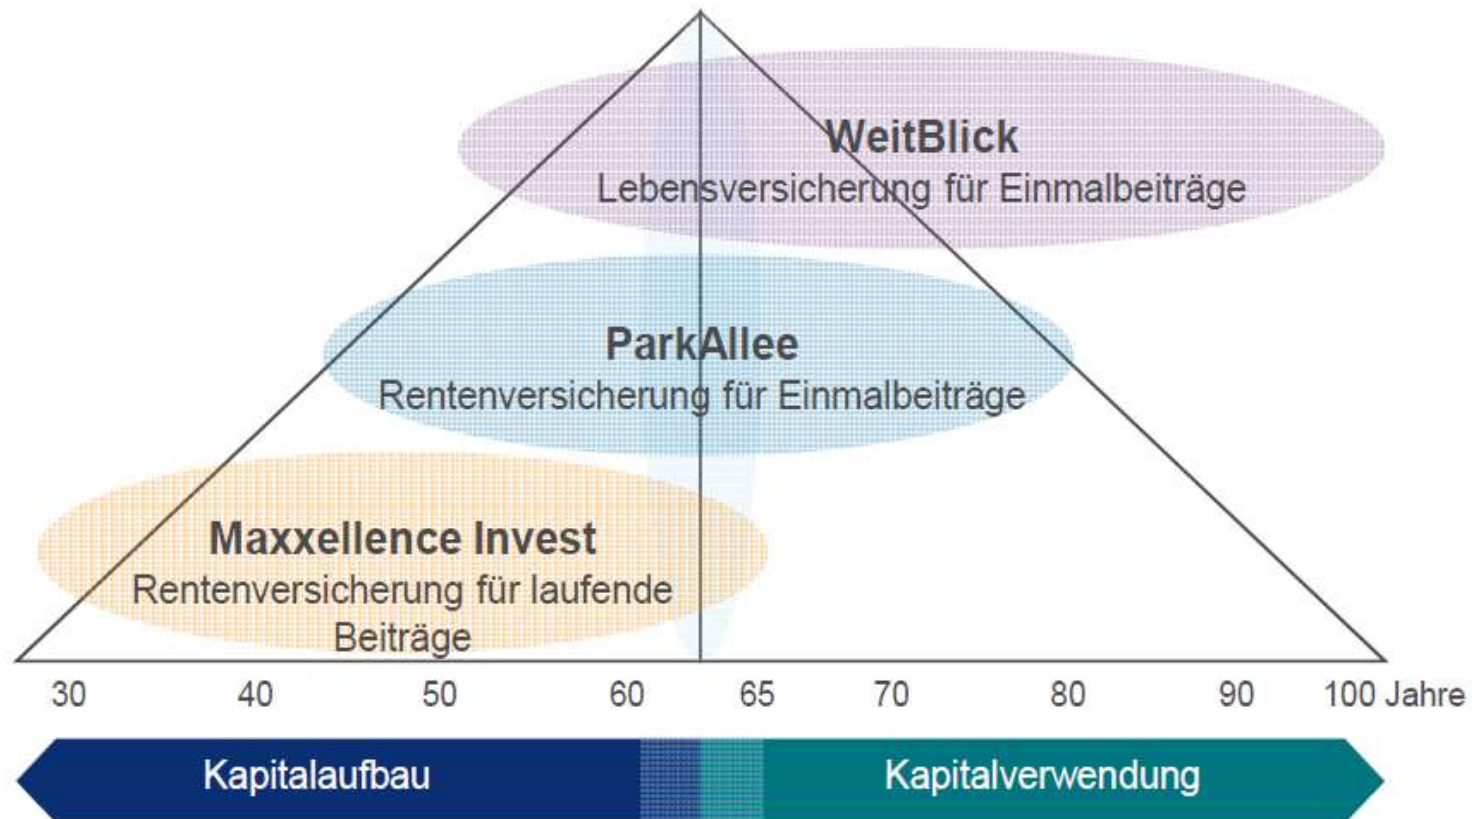 WeitBlick
Lebensversicherung für Einmalbeiträge
ParkAllee
Rentenversicherung für Einmalbeiträge
Maxxellence Invest
Rentenversicherung für laufende
Beiträge
30 40 50 60 65 70 80 90 100 Jahre
Kapitalaufbau Kapitalverwendung